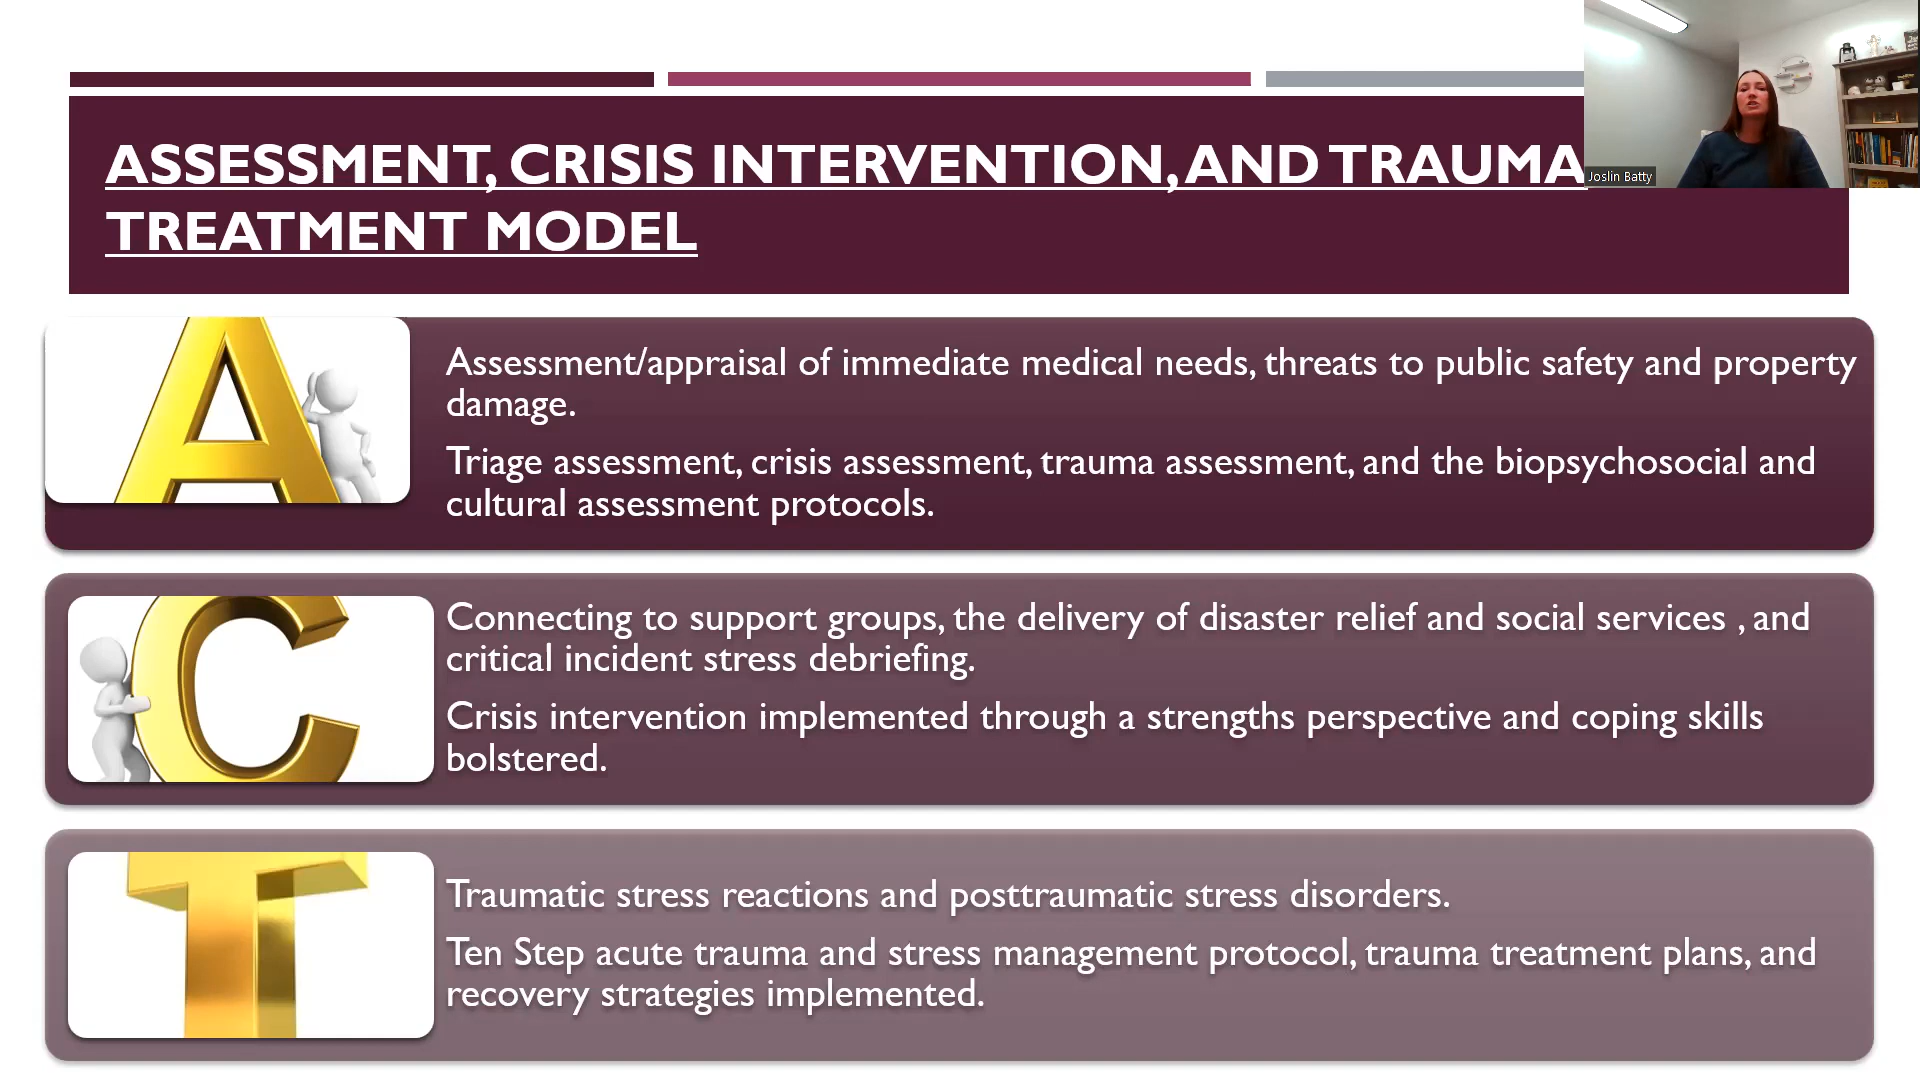 ASSESSMENT, CRISIS INTERVENTION, AND TRAUMA
TREATMENT MODEL
Joslin Batty
A
Assessment/appraisal of immediate medical needs, threats to public safety and property
damage.
Triage assessment, crisis assessment, trauma assessment, and the biopsychosocial and
cultural assessment protocols.
C
Connecting to support groups, the delivery of disaster relief and social services , and
critical incident stress debriefing.
Crisis intervention implemented through a strengths perspective and coping skills
bolstered.
T
Traumatic stress reactions and posttraumatic stress disorders.
Ten Step acute trauma and stress management protocol, trauma treatment plans, and
recovery strategies implemented.